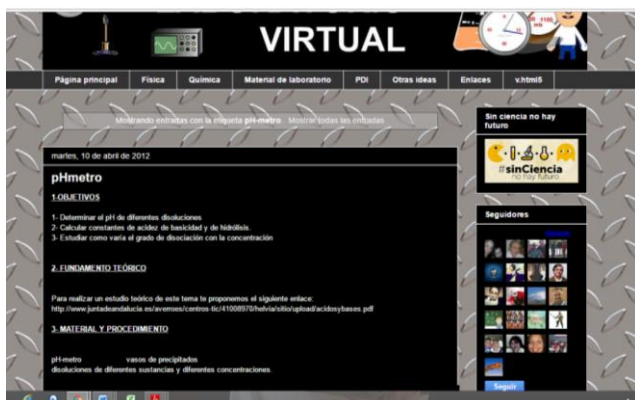 VIRTUAL
Página principal Física Química Material de laboratorio PDI Otras ideas Enlaces v.html5
Mostrando entradas con la etiqueta pH-metro. Mostrar todas las entradas
martes, 10 de abril de 2012
pHmetro
1-OBJETIVOS
1- Determinar el pH de diferentes disoluciones
2- Calcular constantes de acidez de basicidad y de hidrólisis.
3- Estudiar como varía el grado de disociación con la concentración
2. FUNDAMENTO TEÓRICO
Para realizar un estudio teórico de este tema te proponemos el siguiente enlace:
http://www.juntadeandalucia.es/averroes/centros-tic/41008970/helvia/sitio/upload/acidosybases.pdf
3- MATERIAL Y PROCEDIMIENTO
pH-metro vasos de precipitados
disoluciones de diferentes sustancias y diferentes concentraciones.
Sin ciencia no hay
futuro
#sinCiencia
no hay futuro
Seguidores
Seguir